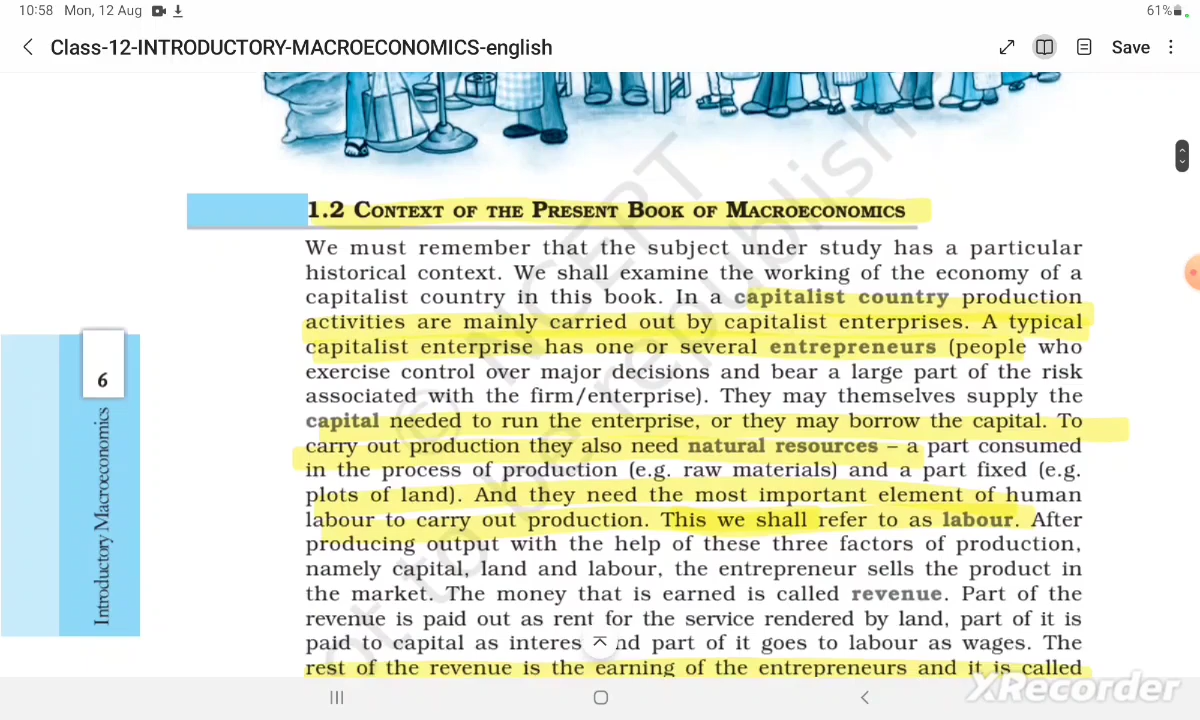 10:58 Mon, 12 Aug
61%
Class-12-INTRODUCTORY-MACROECONOMICS-english
Save
1.2 CONTEXT OF THE PRESENT BOOK OF MACROECONOMICS
We must remember that the subject under study has a particular
historical context. We shall examine the working of the economy of a
capitalist country in this book. In a capitalist country production
activities are mainly carried out by capitalist enterprises. A typical
capitalist enterprise has one or several entrepreneurs (people who
exercise control over major decisions and bear a large part of the risk
associated with the firm/enterprise). They may themselves supply the
capital needed to run the enterprise, or they may borrow the capital. To
carry out production they also need natural resources – a part consumed
in the process of production (e.g. raw materials) and a part fixed (e.g.
plots of land). And they need the most important element of human
labour to carry out production. This we shall refer to as labour. After
producing output with the help of these three factors of production,
namely capital, land and labour, the entrepreneur sells the product in
the market. The money that is earned is called revenue. Part of the
revenue is paid out as rent for the service rendered by land, part of it is
paid to capital as interes nd part of it goes to labour as wages. The
rest of the revenue is the earning of the entrepreneurs and it is called
6
Introductory Macroeconomics
© NCERT
not to be republish
XRecorder